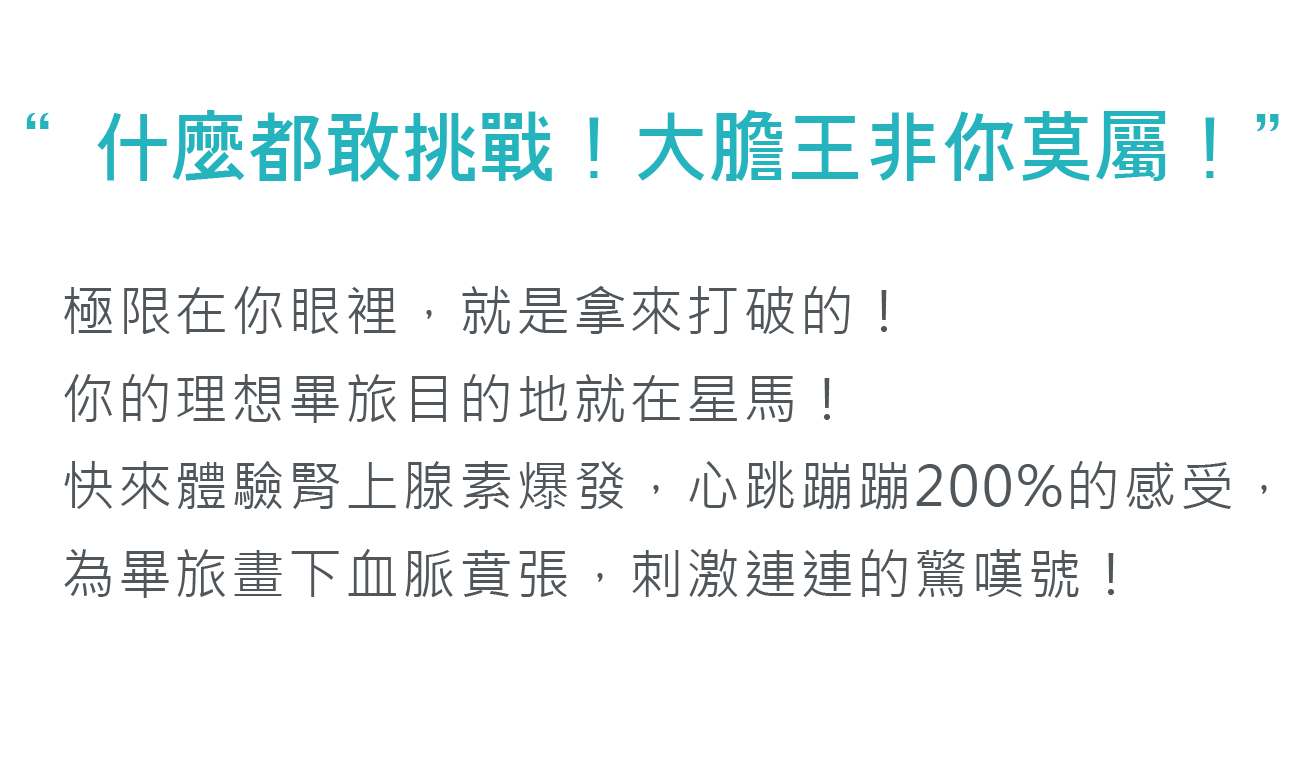 “ 什麼都敢挑戰！大膽王非你莫屬！”
極限在你眼裡，就是拿來打破的！
你的理想畢旅目的地就在星馬！
快來體驗腎上腺素爆發，心跳蹦蹦200%的感受，
為畢旅畫下血脈賁張，刺激連連的驚嘆號！